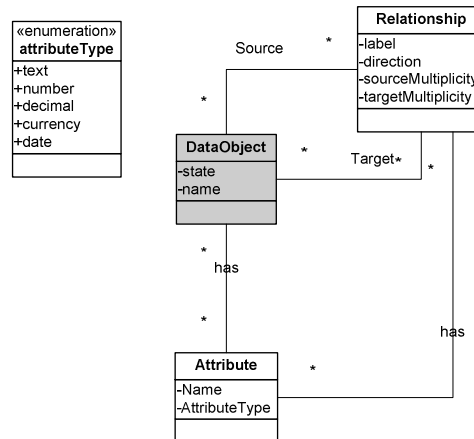 «enumeration»
attributeType
+text
+number
+decimal
+currency
+date
Relationship
-label
-direction
-sourceMultiplicity
-targetMultiplicity
Source
*
*
DataObject
-state
-name
*
Target*
*
*
has
*
has
Attribute
-Name
-AttributeType
*